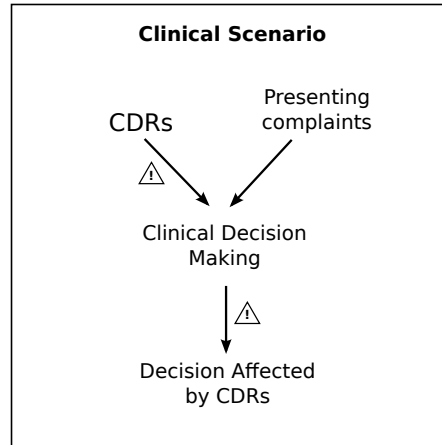 Clinical Scenario
CDRs
Presenting
complaints
!
Clinical Decision
Making
!
Decision Affected
by CDRs